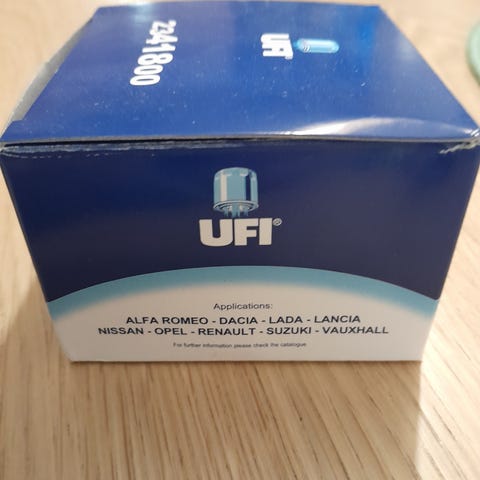 2341800
UFI
UFI®
Applications:
ALFA ROMEO - DACIA - LADA - LANCIA
NISSAN - OPEL - RENAULT - SUZUKI - VAUXHALL
For further information please check the catalogue